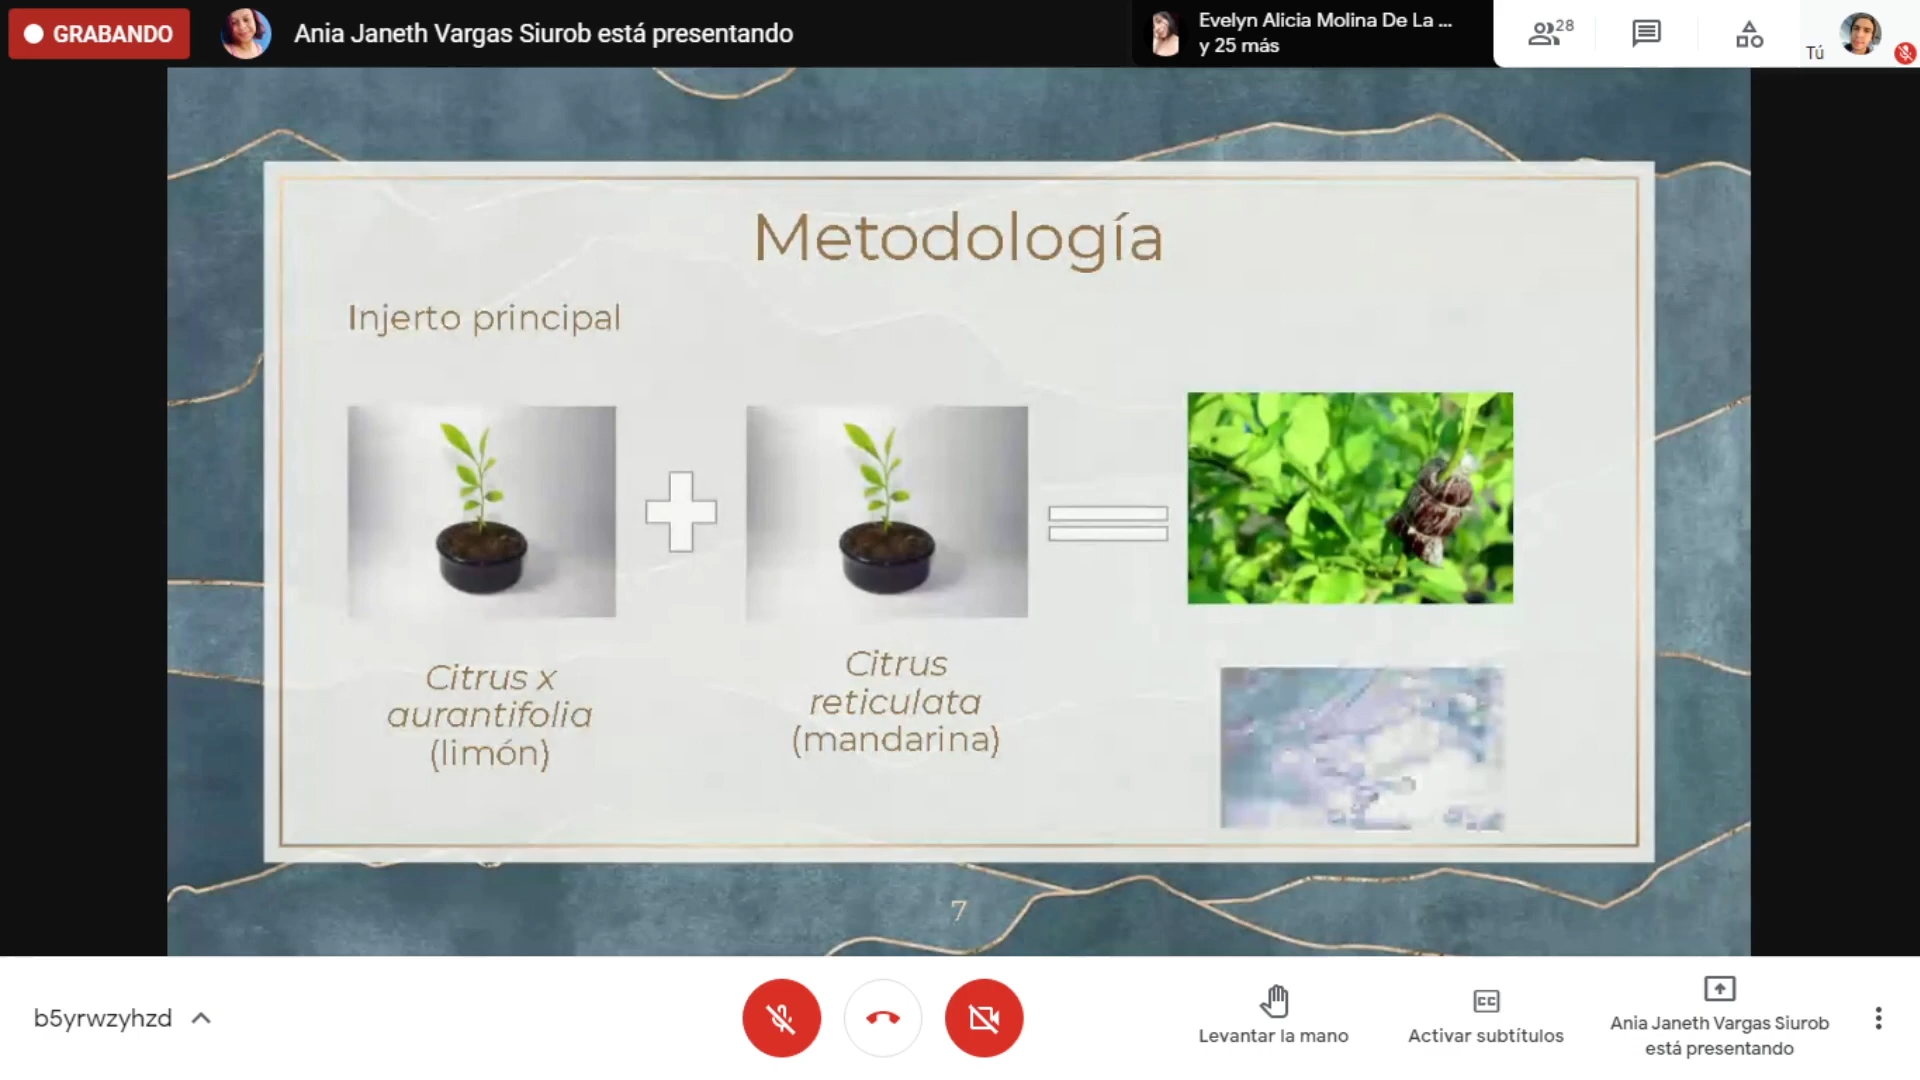 GRABANDO
Ania Janeth Vargas Siurob está presentando
Evelyn Alicia Molina De La ...
y 25 más
28
Tú
Metodología
Injerto principal
Citrus x
aurantifolia
(limón)
Citrus
reticulata
(mandarina)
7
b5yrwzyhzd
Levantar la mano
CC
Activar subtítulos
Ania Janeth Vargas Siurob
está presentando